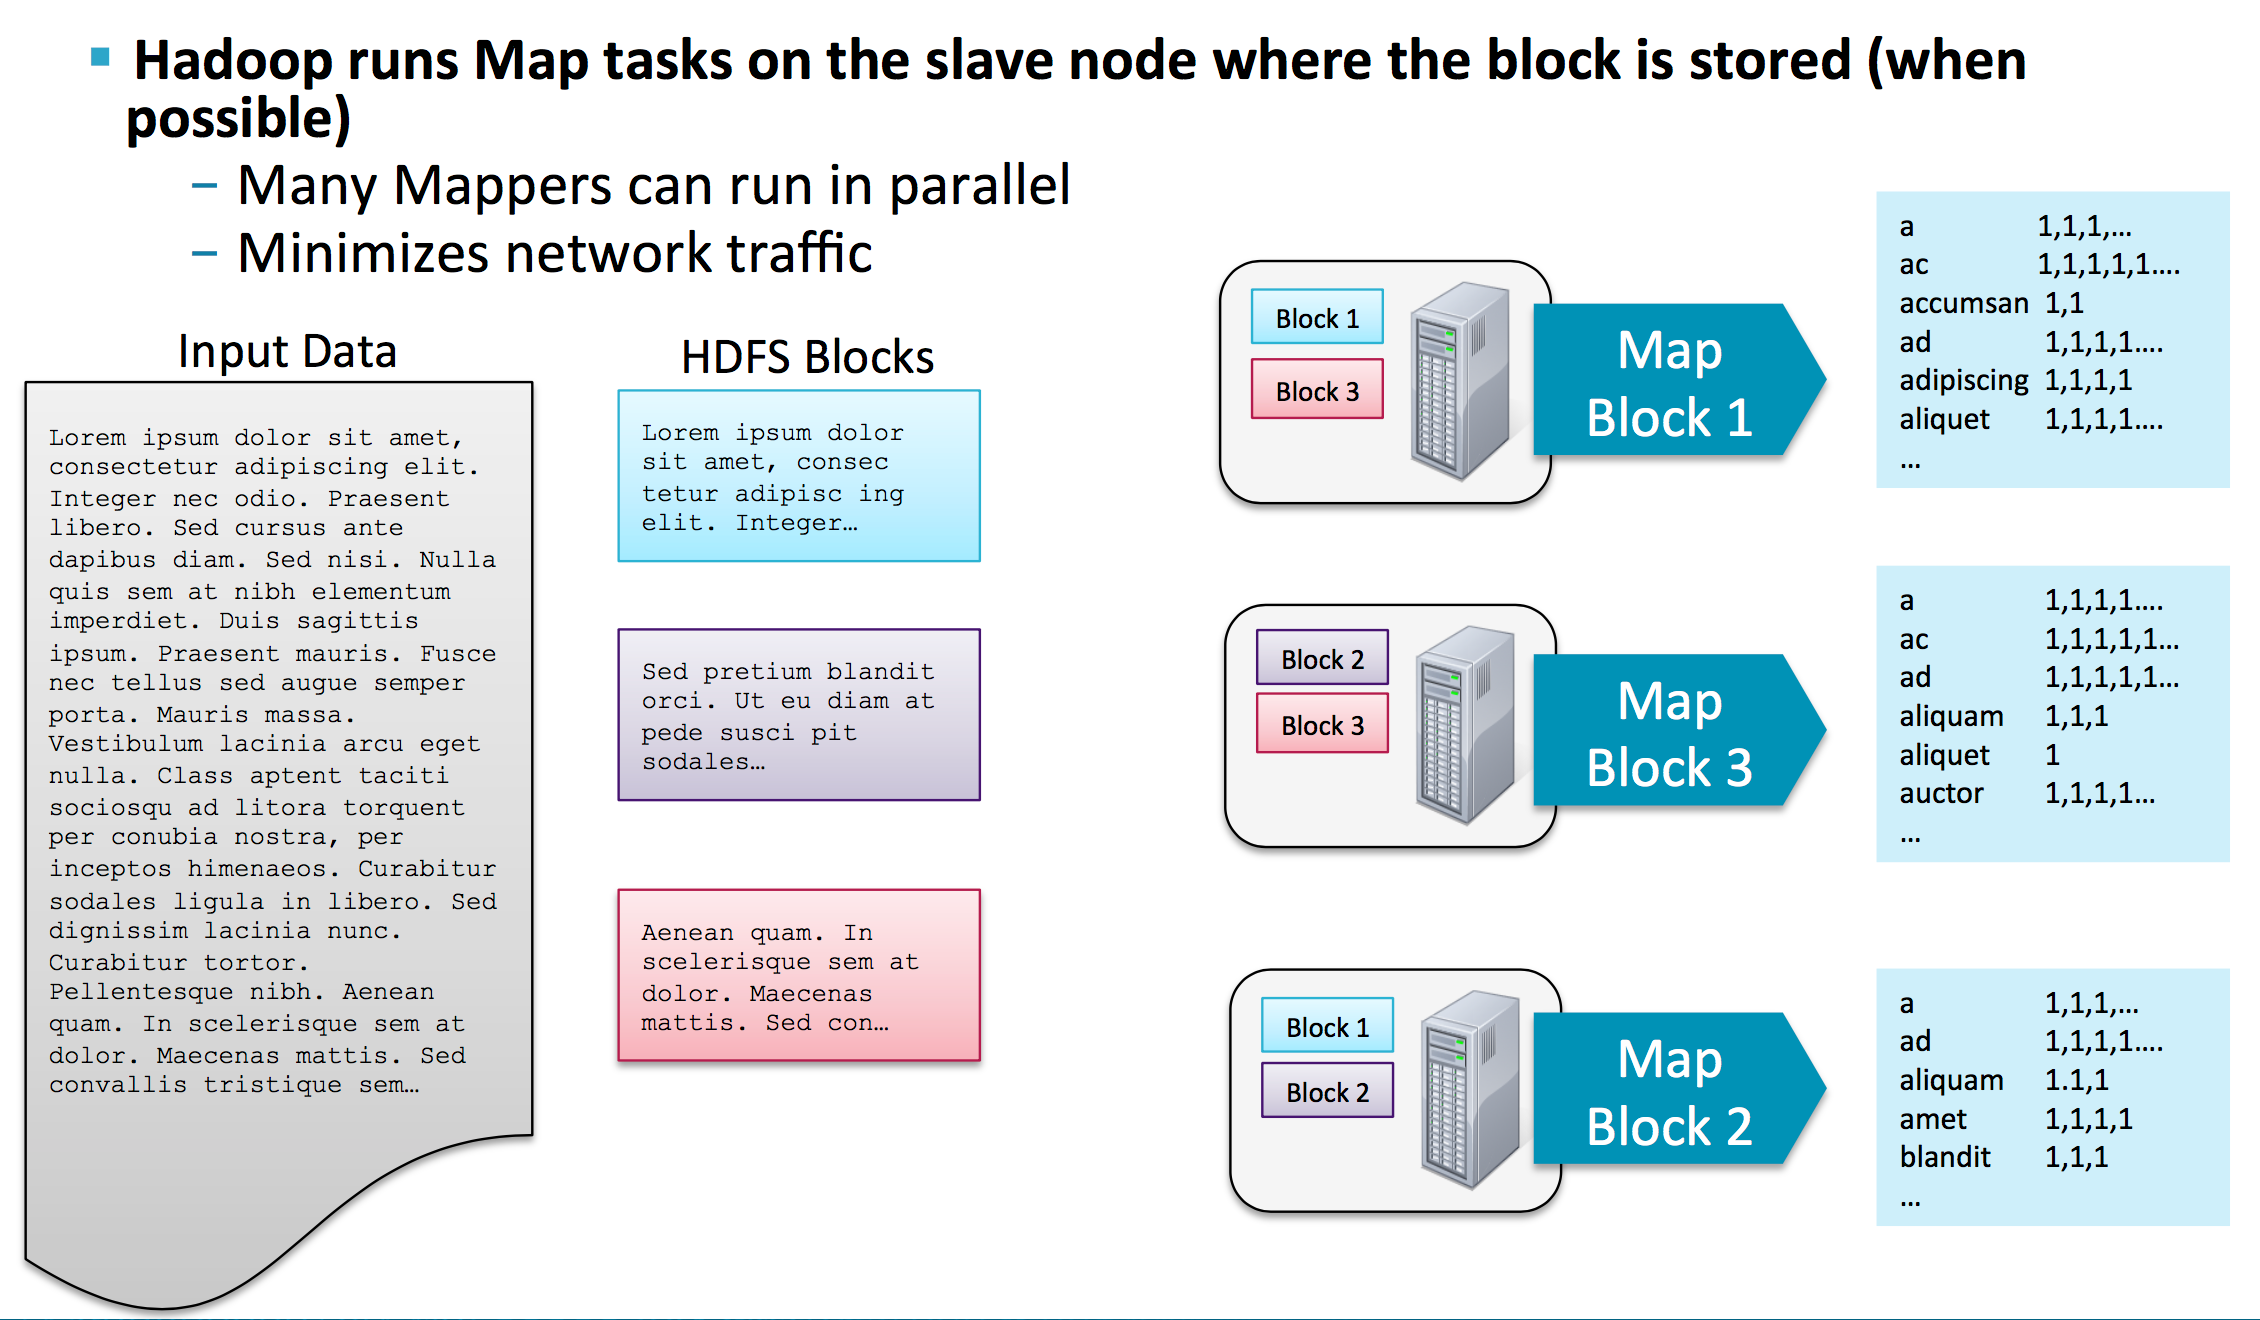 ▪ Hadoop runs Map tasks on the slave node where the block is stored (when
possible)
– Many Mappers can run in parallel
– Minimizes network traffic
Input Data
Lorem ipsum dolor sit amet,
consectetur adipiscing elit.
Integer nec odio. Praesent
libero. Sed cursus ante
dapibus diam. Sed nisi. Nulla
quis sem at nibh elementum
imperdiet. Duis sagittis
ipsum. Praesent mauris. Fusce
nec tellus sed augue semper
porta. Mauris massa.
Vestibulum lacinia arcu eget
nulla. Class aptent taciti
sociosqu ad litora torquent
per conubia nostra, per
inceptos himenaeos. Curabitur
sodales ligula in libero. Sed
dignissim lacinia nunc.
Curabitur tortor.
Pellentesque nibh. Aenean
quam. In scelerisque sem at
dolor. Maecenas mattis. Sed
convallis tristique sem…
HDFS Blocks
Lorem ipsum dolor
sit amet, consec
tetur adipisc ing
elit. Integer…
Sed pretium blandit
orci. Ut eu diam at
pede susci pit
sodales…
Aenean quam. In
scelerisque sem at
dolor. Maecenas
mattis. Sed con…
Block 1
Block 3
Map
Block 1
a 1,1,1,…
ac 1,1,1,1,1….
accumsan 1,1
ad 1,1,1,1….
adipiscing 1,1,1,1
aliquet 1,1,1,1….
…
Block 2
Block 3
Map
Block 3
a 1,1,1,1….
ac 1,1,1,1,1…
ad 1,1,1,1,1…
aliquam 1,1,1
aliquet 1
auctor 1,1,1,1…
…
Block 1
Block 2
Map
Block 2
a 1,1,1,…
ad 1,1,1,1….
aliquam 1.1,1
amet 1,1,1,1
blandit 1,1,1
…